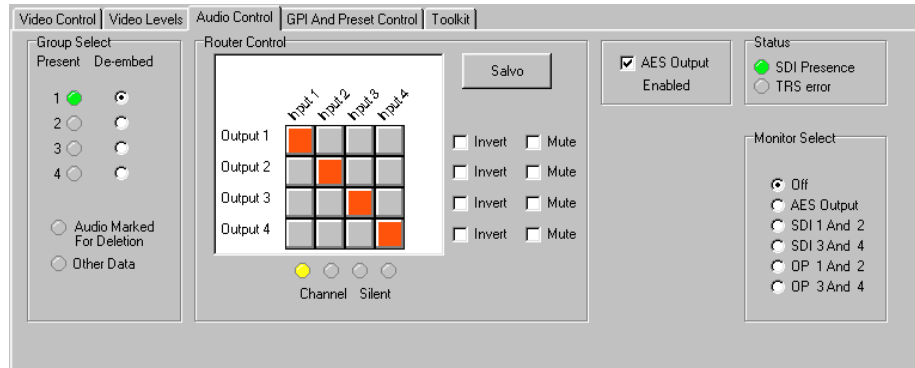 Video Control Video Levels Audio Control GPI And Preset Control Toolkit
Group Select
Present De-embed
1
2
3
4
Audio Marked
For Deletion
Other Data
Router Control
Input 1 Input 2 Input 3 Input 4
Output 1
Output 2
Output 3
Output 4
Channel Silent
Salvo
Invert Mute
Invert Mute
Invert Mute
Invert Mute
AES Output
Enabled
Status
SDI Presence
TRS error
Monitor Select
Off
AES Output
SDI 1 And 2
SDI 3 And 4
OP 1 And 2
OP 3 And 4